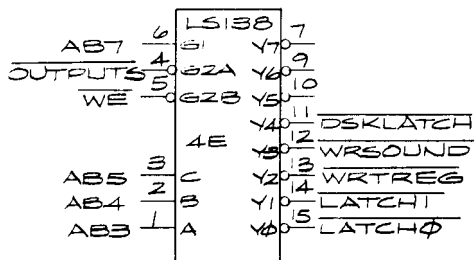 LS138
AB7 6 G1 Y7 7
OUTPUTS 4 G2A Y6 9
WE 5 G2B Y5 10
Y4 11 DSKLATCH
4E Y3 12 WRSOUND
AB5 3 C Y2 13 WRTREG
AB4 2 B Y1 14 LATCH1
AB3 1 A YØ 15 LATCHØ